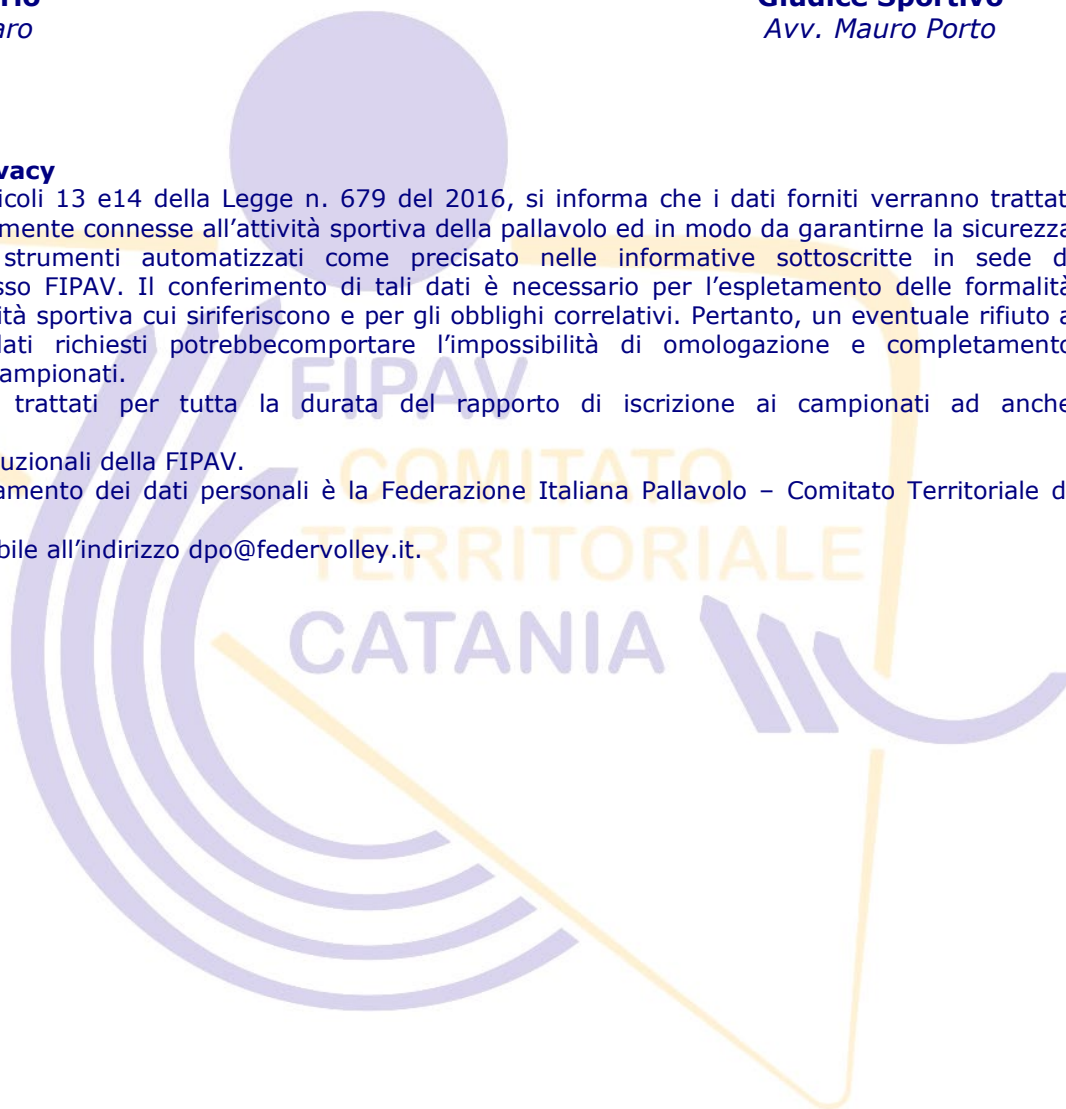 rio Giudice Sportivo
aro Avv. Mauro Porto
vacy
icoli 13 e14 della Legge n. 679 del 2016, si informa che i dati forniti verranno trattat
mente connesse all’attività sportiva della pallavolo ed in modo da garantirne la sicurezza
strumenti automatizzati come precisato nelle informative sottoscritte in sede d
sso FIPAV. Il conferimento di tali dati è necessario per l’espletamento delle formalità
ità sportiva cui siriferiscono e per gli obblighi correlativi. Pertanto, un eventuale rifiuto a
dati richiesti potrebbecomportare l’impossibilità di omologazione e completamento
campionati.
trattati per tutta la durata del rapporto di iscrizione ai campionati ad anche
uzionali della FIPAV.
amento dei dati personali è la Federazione Italiana Pallavolo – Comitato Territoriale d
bile all’indirizzo dpo@federvolley.it.
FIPAV
COMITATO
TERRITORIALE
CATANIA